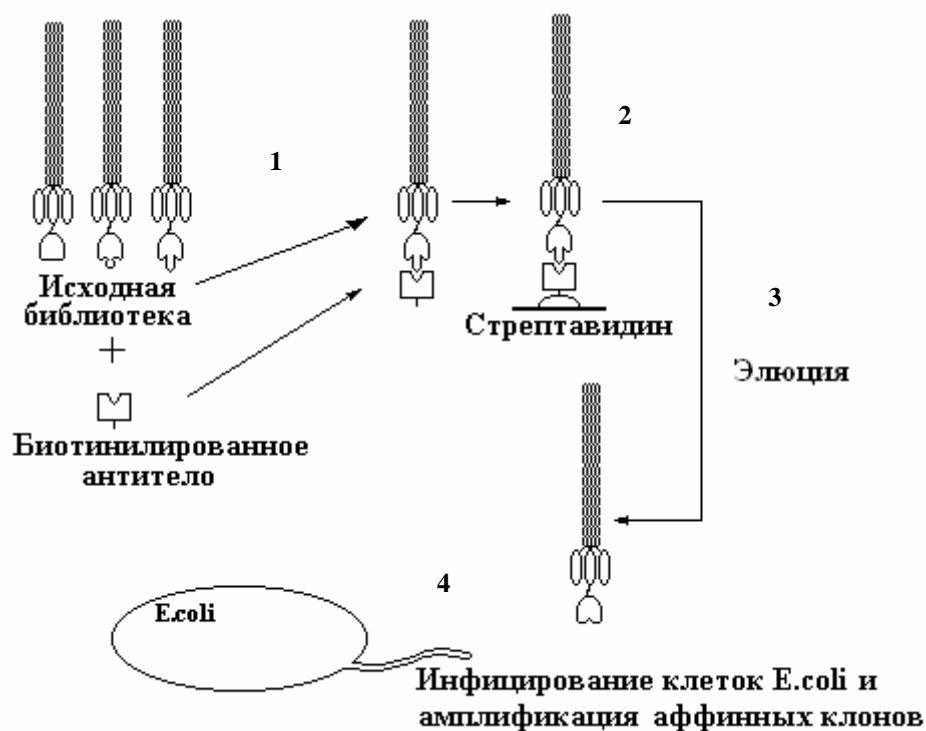 1
2
Исходная
библиотека
+
Биотинилированное
антитело
Стрептавидин
3
Элюция
4
E.coli
Инфицирование клеток E.coli и
амплификация аффинных клонов